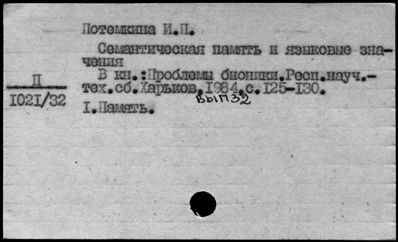 Потемкина И.П.
Семантическая память и языковые зна-
чения
В кн.:Проблемы бионики.Респ.науч.-
тех.сб.Харьков,1984,с.125-130.
вып32
I.Память.
П
1021/32